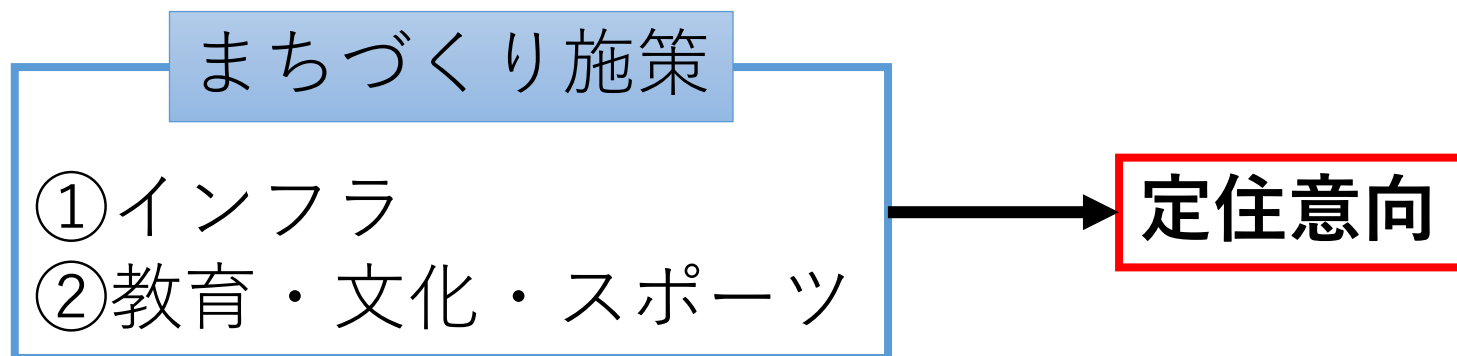 まちづくり施策
①インフラ
②教育・文化・スポーツ
定住意向